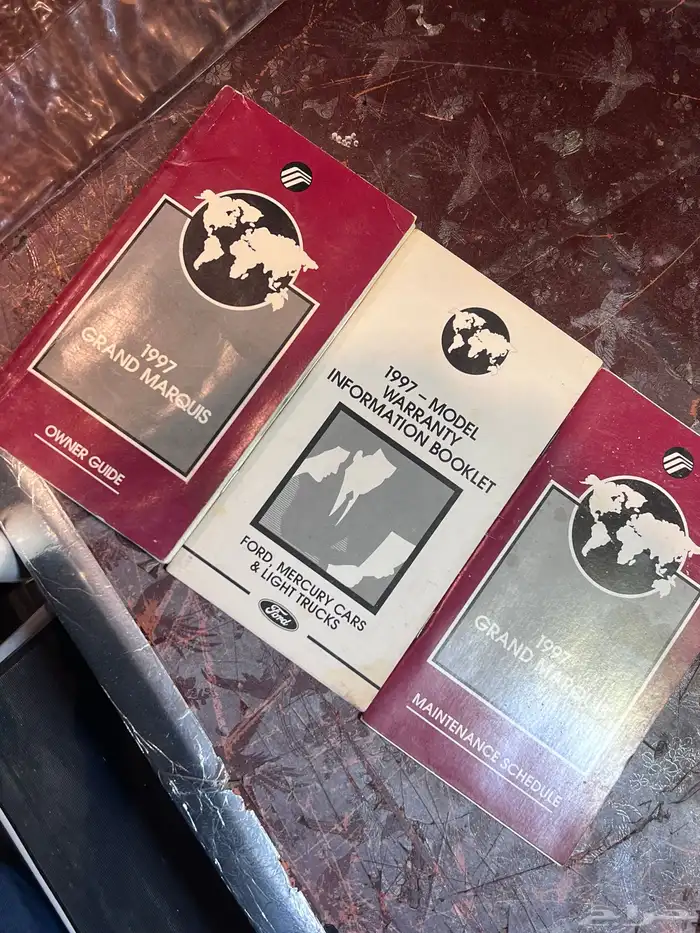 1997
GRAND MARQUIS
OWNER GUIDE
1997 – MODEL
WARRANTY
INFORMATION BOOKLET
FORD, MERCURY CARS
& LIGHT TRUCKS
Ford
1997
GRAND MARQUIS
MAINTENANCE SCHEDULE
حراج